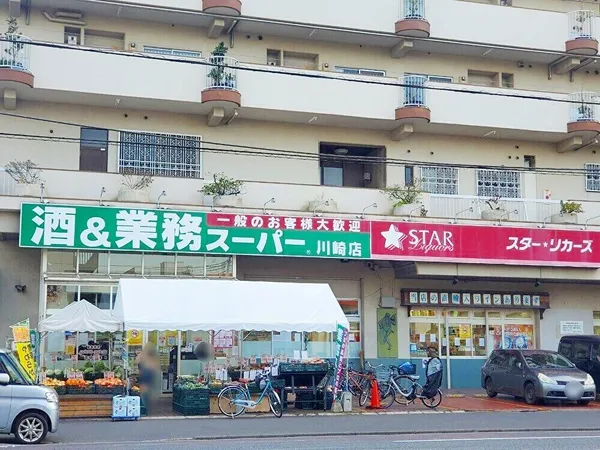 一般のお客様大歓迎
酒&業務スーパー® 川崎店
STAR
Liquors
スター★リカーズ